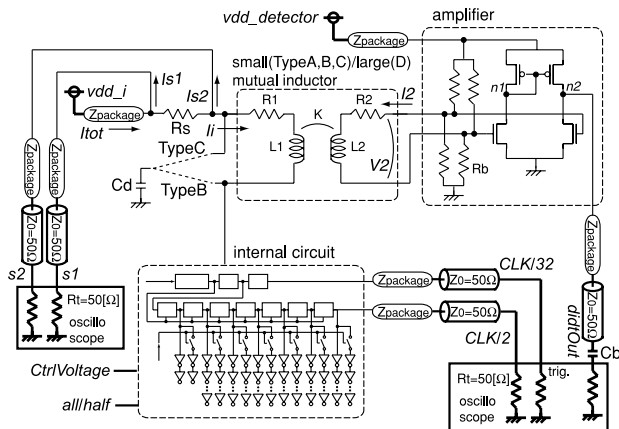 vdd_detector
amplifier
Zpackage
small(TypeA,B,C)/large(D)
mutual inductor
Is1
Is2
vdd_i
Zpackage
Itot
Rs
Ii
R1
K
R2
I2
L1
L2
V2
n1
n2
Rb
TypeC
TypeB
Cd
Zpackage
Zpackage
Z0=50Ω
Z0=50Ω
s2
s1
Rt=50[Ω]
oscillo
scope
internal circuit
Zpackage
Z0=50Ω
CLK/32
Zpackage
Z0=50Ω
CLK/2
Zpackage
Z0=50Ω
didtOut
Cb
CtrlVoltage
all/half
Rt=50[Ω]
trig.
oscillo
scope